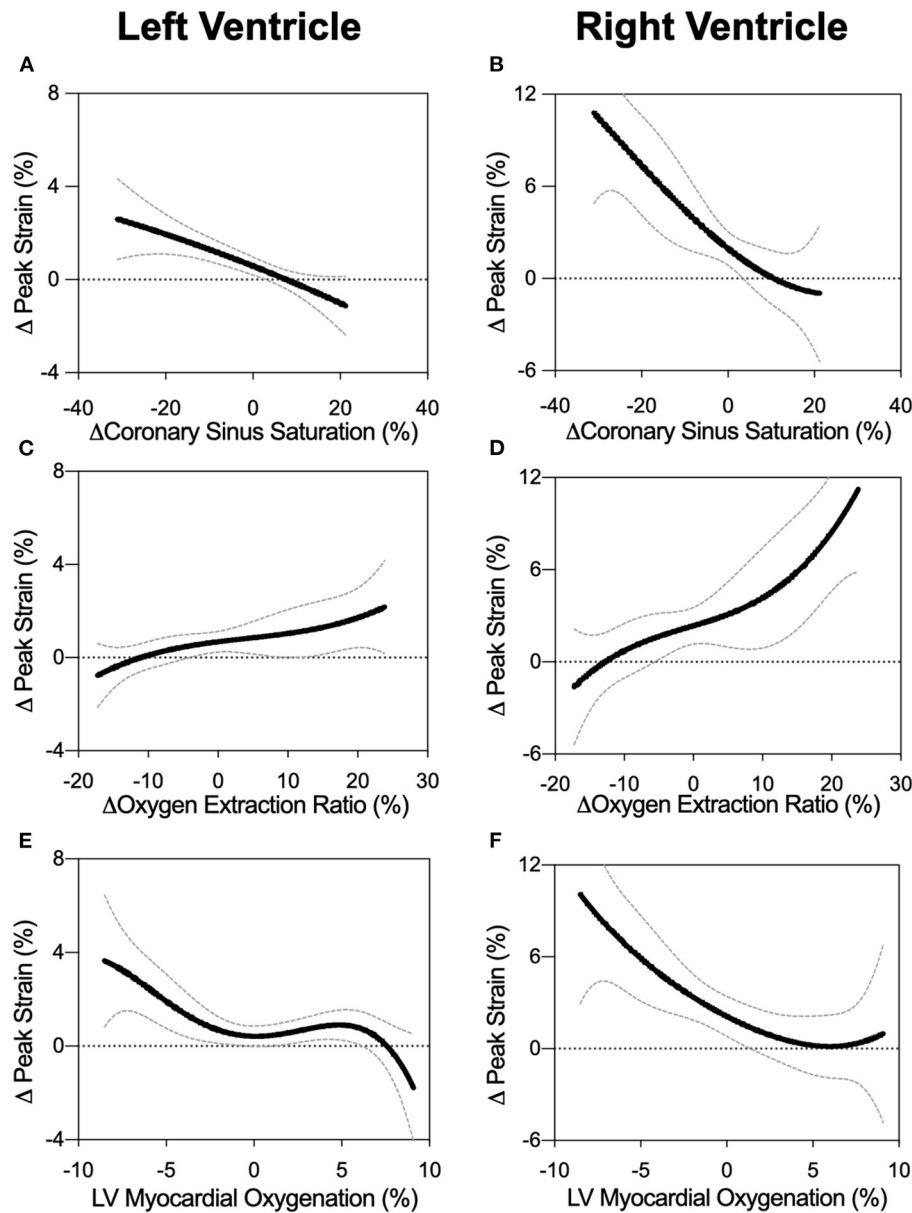 Left Ventricle
Right Ventricle
A
8
4
0
-4
Δ Peak Strain (%)
-40 -20 0 20 40
ΔCoronary Sinus Saturation (%)
B
12
6
0
-6
Δ Peak Strain (%)
-40 -20 0 20 40
ΔCoronary Sinus Saturation (%)
C
8
4
0
-4
Δ Peak Strain (%)
-20 -10 0 10 20 30
ΔOxygen Extraction Ratio (%)
D
12
6
0
-6
Δ Peak Strain (%)
-20 -10 0 10 20 30
ΔOxygen Extraction Ratio (%)
E
8
4
0
-4
Δ Peak Strain (%)
-10 -5 0 5 10
LV Myocardial Oxygenation (%)
F
12
6
0
-6
Δ Peak Strain (%)
-10 -5 0 5 10
LV Myocardial Oxygenation (%)